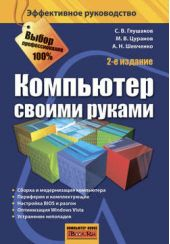 Эффективное руководство
С. В. Глушаков
М. В. Цуранов
А. Н. Шевченко
Выбор
профессионалов
100%
2-е издание
Компьютер
своими руками
• Сборка и модернизация компьютера
• Периферия и комплектующие
• Настройка BIOS и разгон
• Оптимизация Windows Vista
• Устранение неполадок